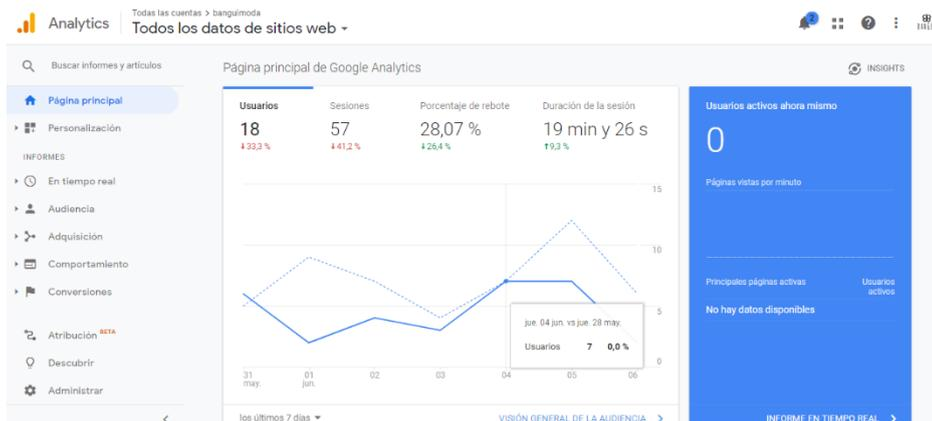 Analytics
Todas las cuentas > banguimoda
Todos los datos de sitios web
2
Buscar informes y artículos
Página principal
Personalización
INFORMES
En tiempo real
Audiencia
Adquisición
Comportamiento
Conversiones
Atribución BETA
Descubrir
Administrar
Página principal de Google Analytics
INSIGHTS
Usuarios
18
↓33,3 %
Sesiones
57
↓41,2 %
Porcentaje de rebote
28,07 %
↓26,4 %
Duración de la sesión
19 min y 26 s
↑9,3 %
15
10
5
0
31 may.
01 jun.
02
03
04
05
06
jue. 04 jun. vs jue. 28 may.
Usuarios 7 0,0 %
los últimos 7 días
VISIÓN GENERAL DE LA AUDIENCIA
Usuarios activos ahora mismo
0
Páginas vistas por minuto
Principales páginas activas
Usuarios activos
No hay datos disponibles
INFORME EN TIEMPO REAL